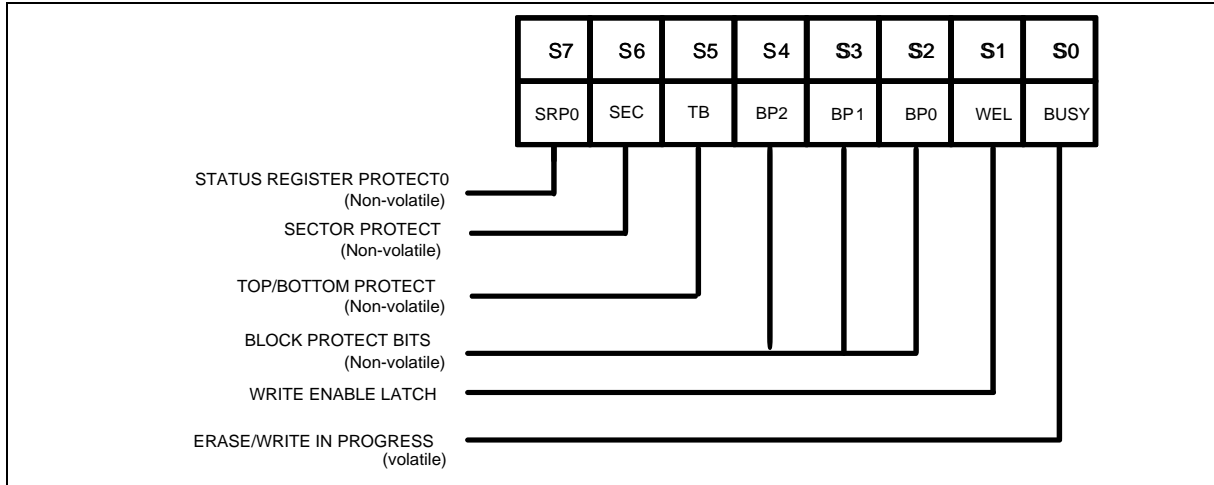 S7 S6 S5 S4 S3 S2 S1 S0
SRP0 SEC TB BP2 BP1 BP0 WEL BUSY
STATUS REGISTER PROTECT0
(Non-volatile)
SECTOR PROTECT
(Non-volatile)
TOP/BOTTOM PROTECT
(Non-volatile)
BLOCK PROTECT BITS
(Non-volatile)
WRITE ENABLE LATCH
ERASE/WRITE IN PROGRESS
(volatile)